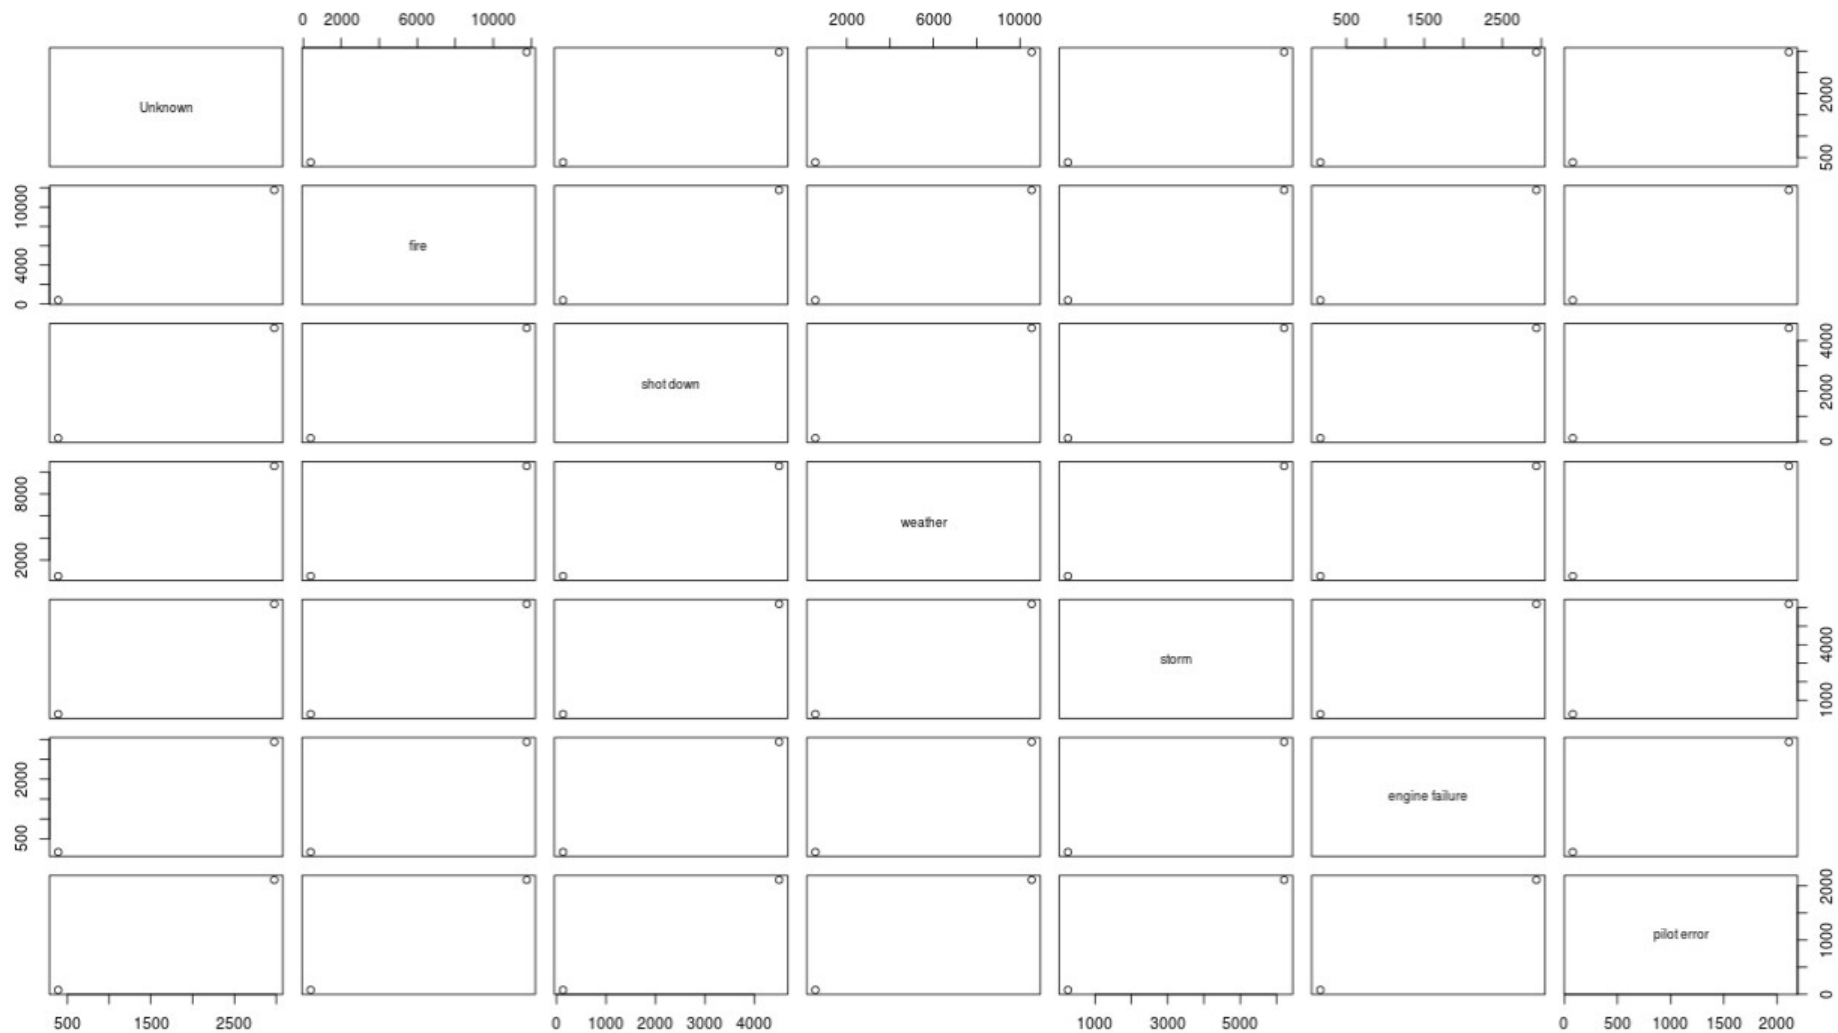 0 2000 6000 10000 2000 6000 10000 500 1500 2500
Unknown
500 2000
0 4000 10000
fire
shot down
0 2000 4000
2000 8000
weather
storm
1000 4000
500 2000
engine failure
pilot error
0 1000 2000
500 1500 2500 0 1000 2000 3000 4000 1000 3000 5000 0 500 1000 1500 2000